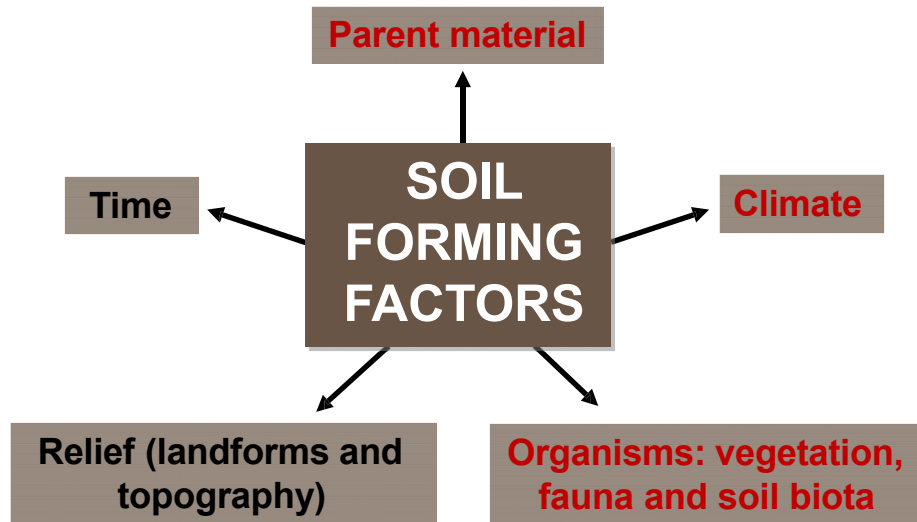 Parent material
SOIL
FORMING
FACTORS
Time
Climate
Relief (landforms and
topography)
Organisms: vegetation,
fauna and soil biota